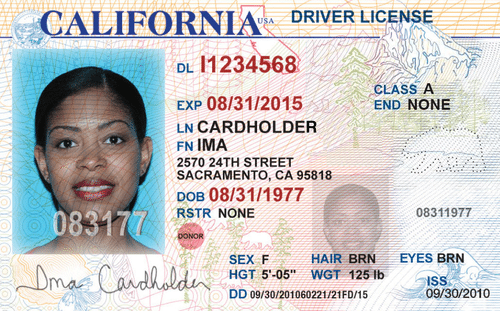 CALIFORNIA USA DRIVER LICENSE
DL I1234568
EXP 08/31/2015
CLASS A
END NONE
LN CARDHOLDER
FN IMA
2570 24TH STREET
SACRAMENTO, CA 95818
DOB 08/31/1977
RSTR NONE
083177
08311977
DONOR
SEX F HAIR BRN EYES BRN
HGT 5'-05" WGT 125 lb
ISS
DD 09/30/201060221/21FD/15 09/30/2010
Ima Cardholder